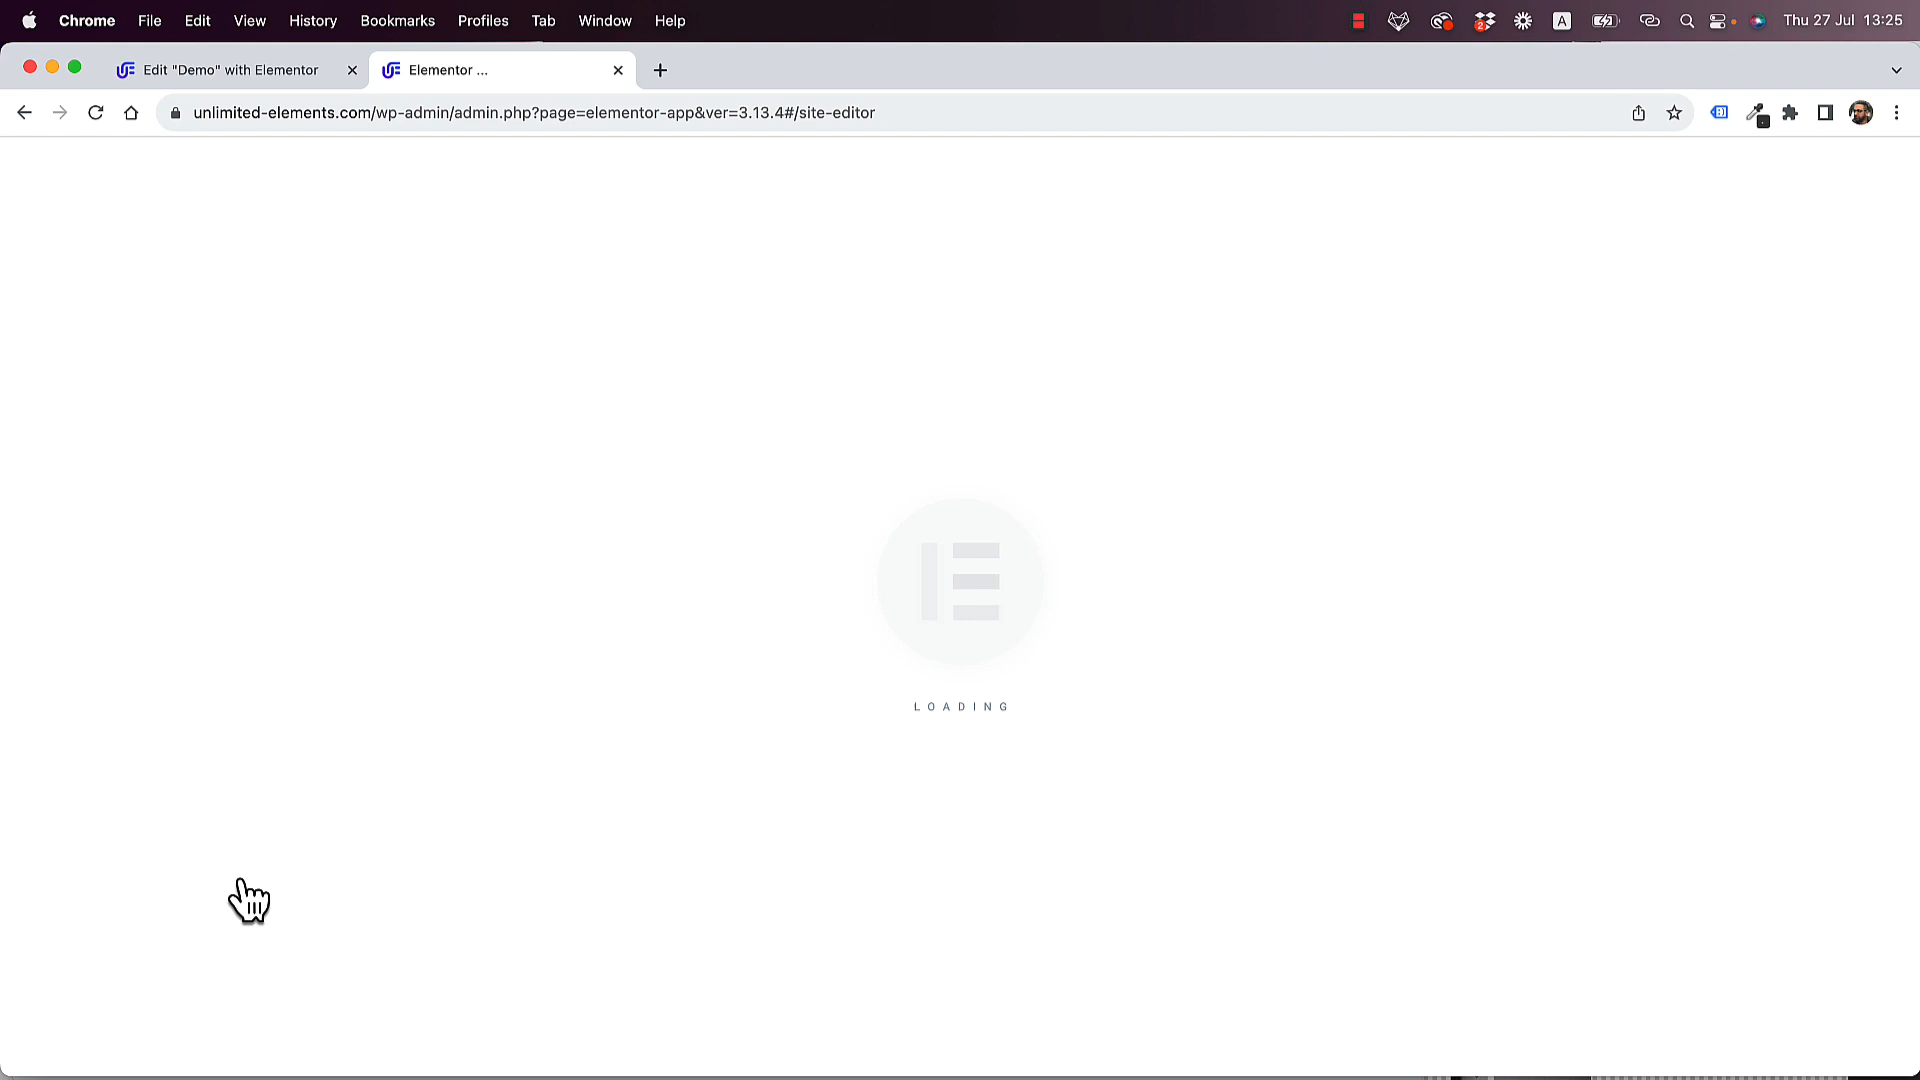 Chrome File Edit View History Bookmarks Profiles Tab Window Help 2 A Thu 27 Jul 13:25
Edit "Demo" with Elementor Elementor ...
unlimited-elements.com/wp-admin/admin.php?page=elementor-app&ver=3.13.4#/site-editor
LOADING